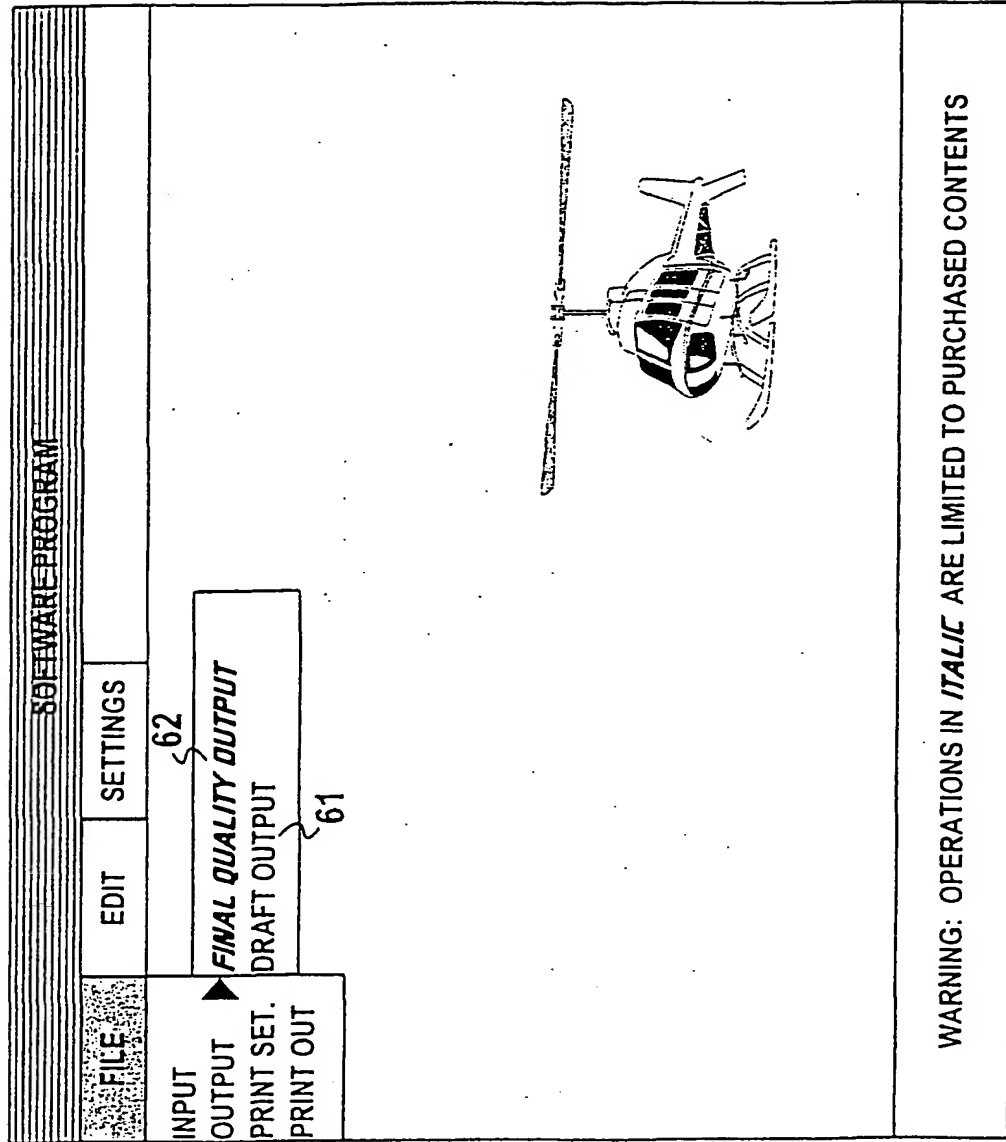 SOFTWARE PROGRAM
FILE
EDIT
SETTINGS
INPUT
OUTPUT
PRINT SET.
PRINT OUT
62
FINAL QUALITY OUTPUT
DRAFT OUTPUT
61
WARNING: OPERATIONS IN ITALIC ARE LIMITED TO PURCHASED CONTENTS